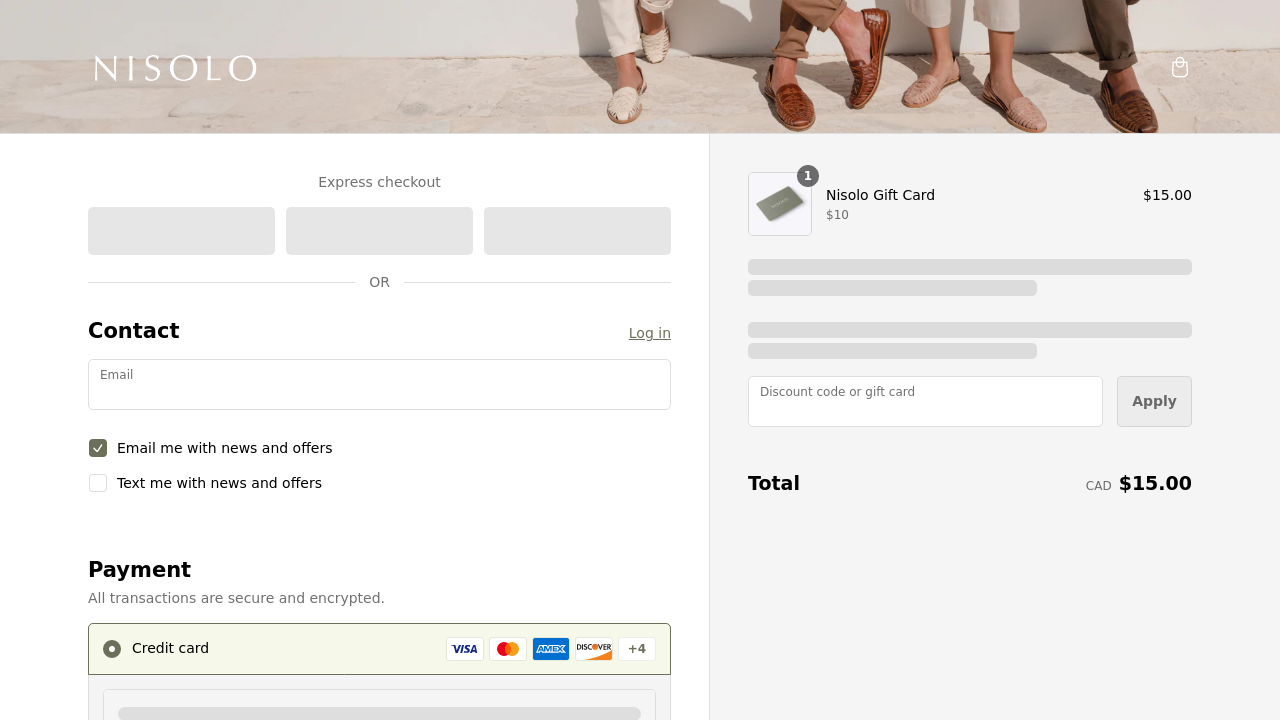 NISOLO
Express checkout
OR
Contact
Log in
Email
Email me with news and offers
Text me with news and offers
Payment
All transactions are secure and encrypted.
Credit card
VISA
AMEX
DISCOVER
+4
1
Nisolo Gift Card
$10
$15.00
Discount code or gift card
Apply
Total
CAD $15.00